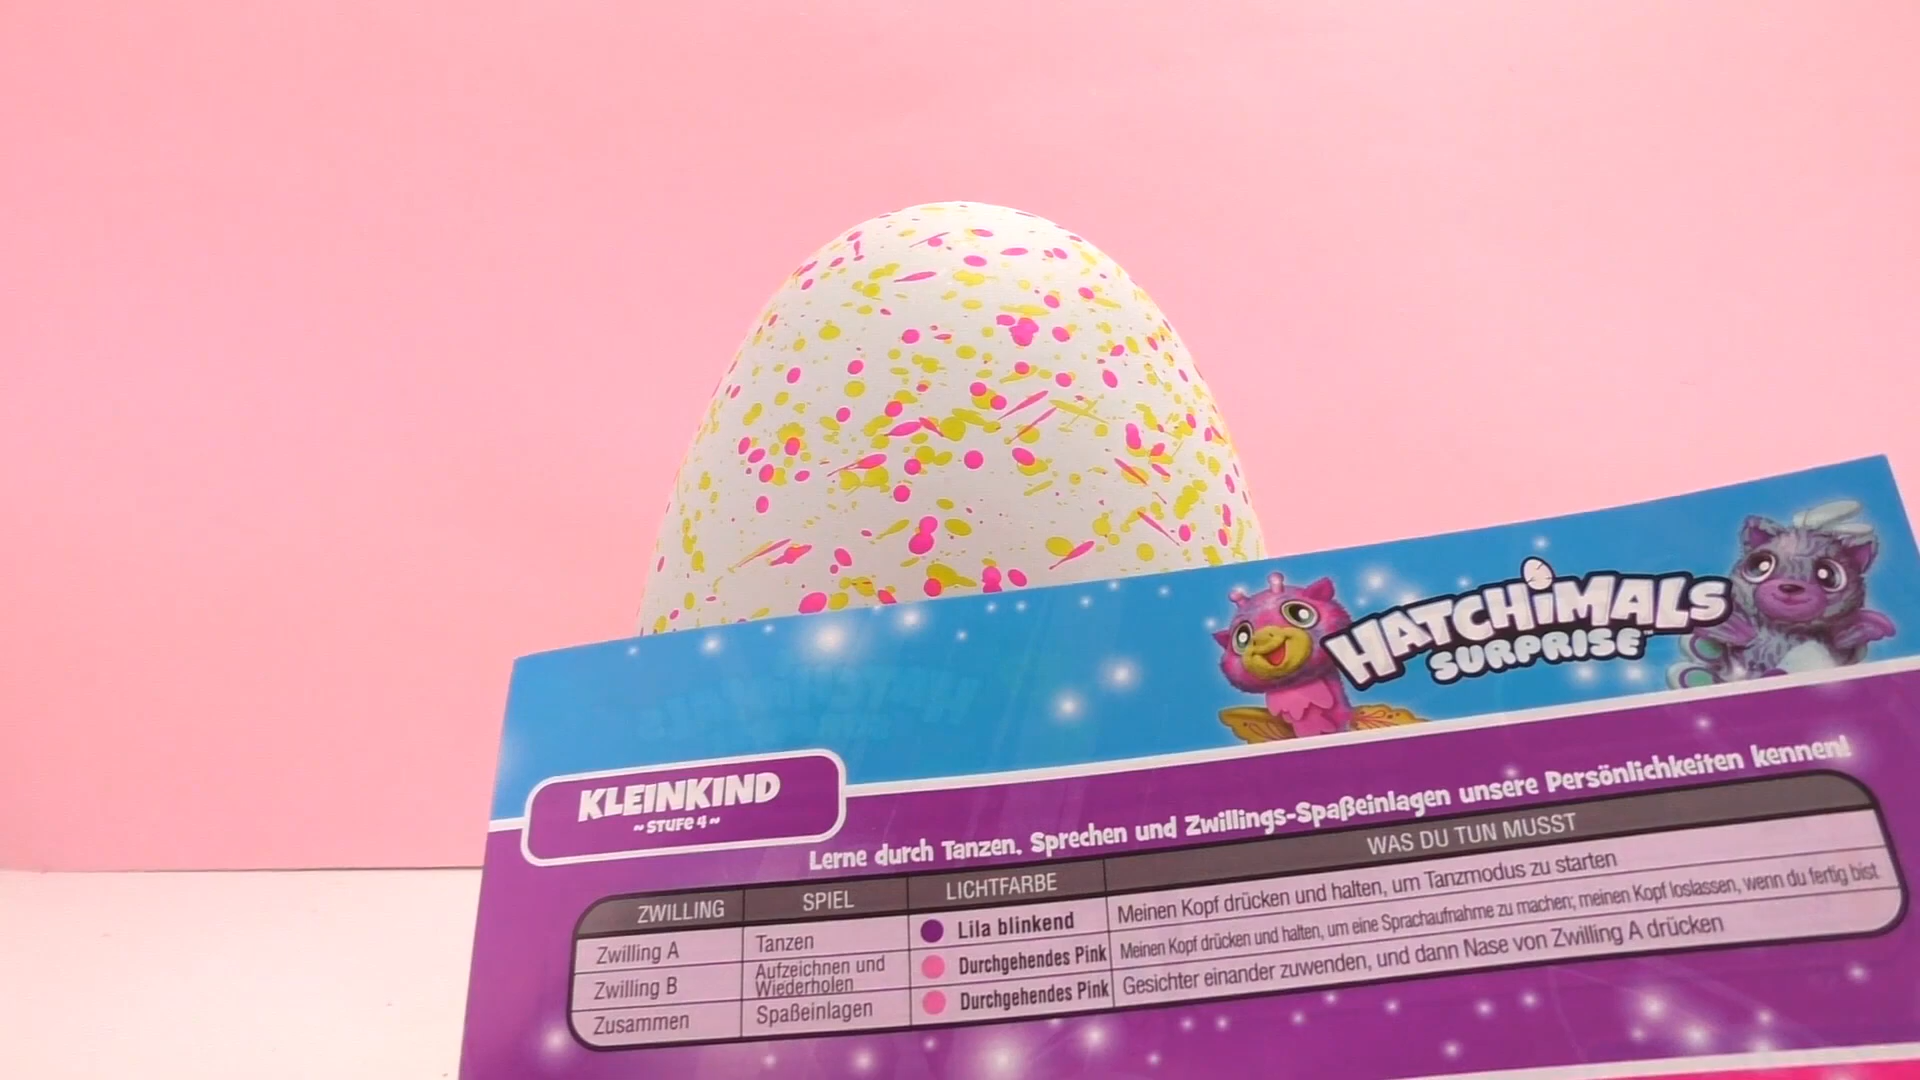 HATCHiMALS
SURPRISE™
KLEINKIND
~ STUFE 4 ~
Lerne durch Tanzen. Sprechen und Zwillings-Spaßeinlagen unsere Persönlichkeiten kennen!
ZWILLING SPIEL LICHTFARBE WAS DU TUN MUSST
Zwilling A Tanzen Lila blinkend Meinen Kopf drücken und halten, um Tanzmodus zu starten
Zwilling B Aufzeichnen und Wiederholen Durchgehendes Pink Meinen Kopf drücken und halten, um eine Sprachaufnahme zu machen; meinen Kopf loslassen, wenn du fertig bist
Zusammen Spaßeinlagen Durchgehendes Pink Gesichter einander zuwenden, und dann Nase von Zwilling A drücken